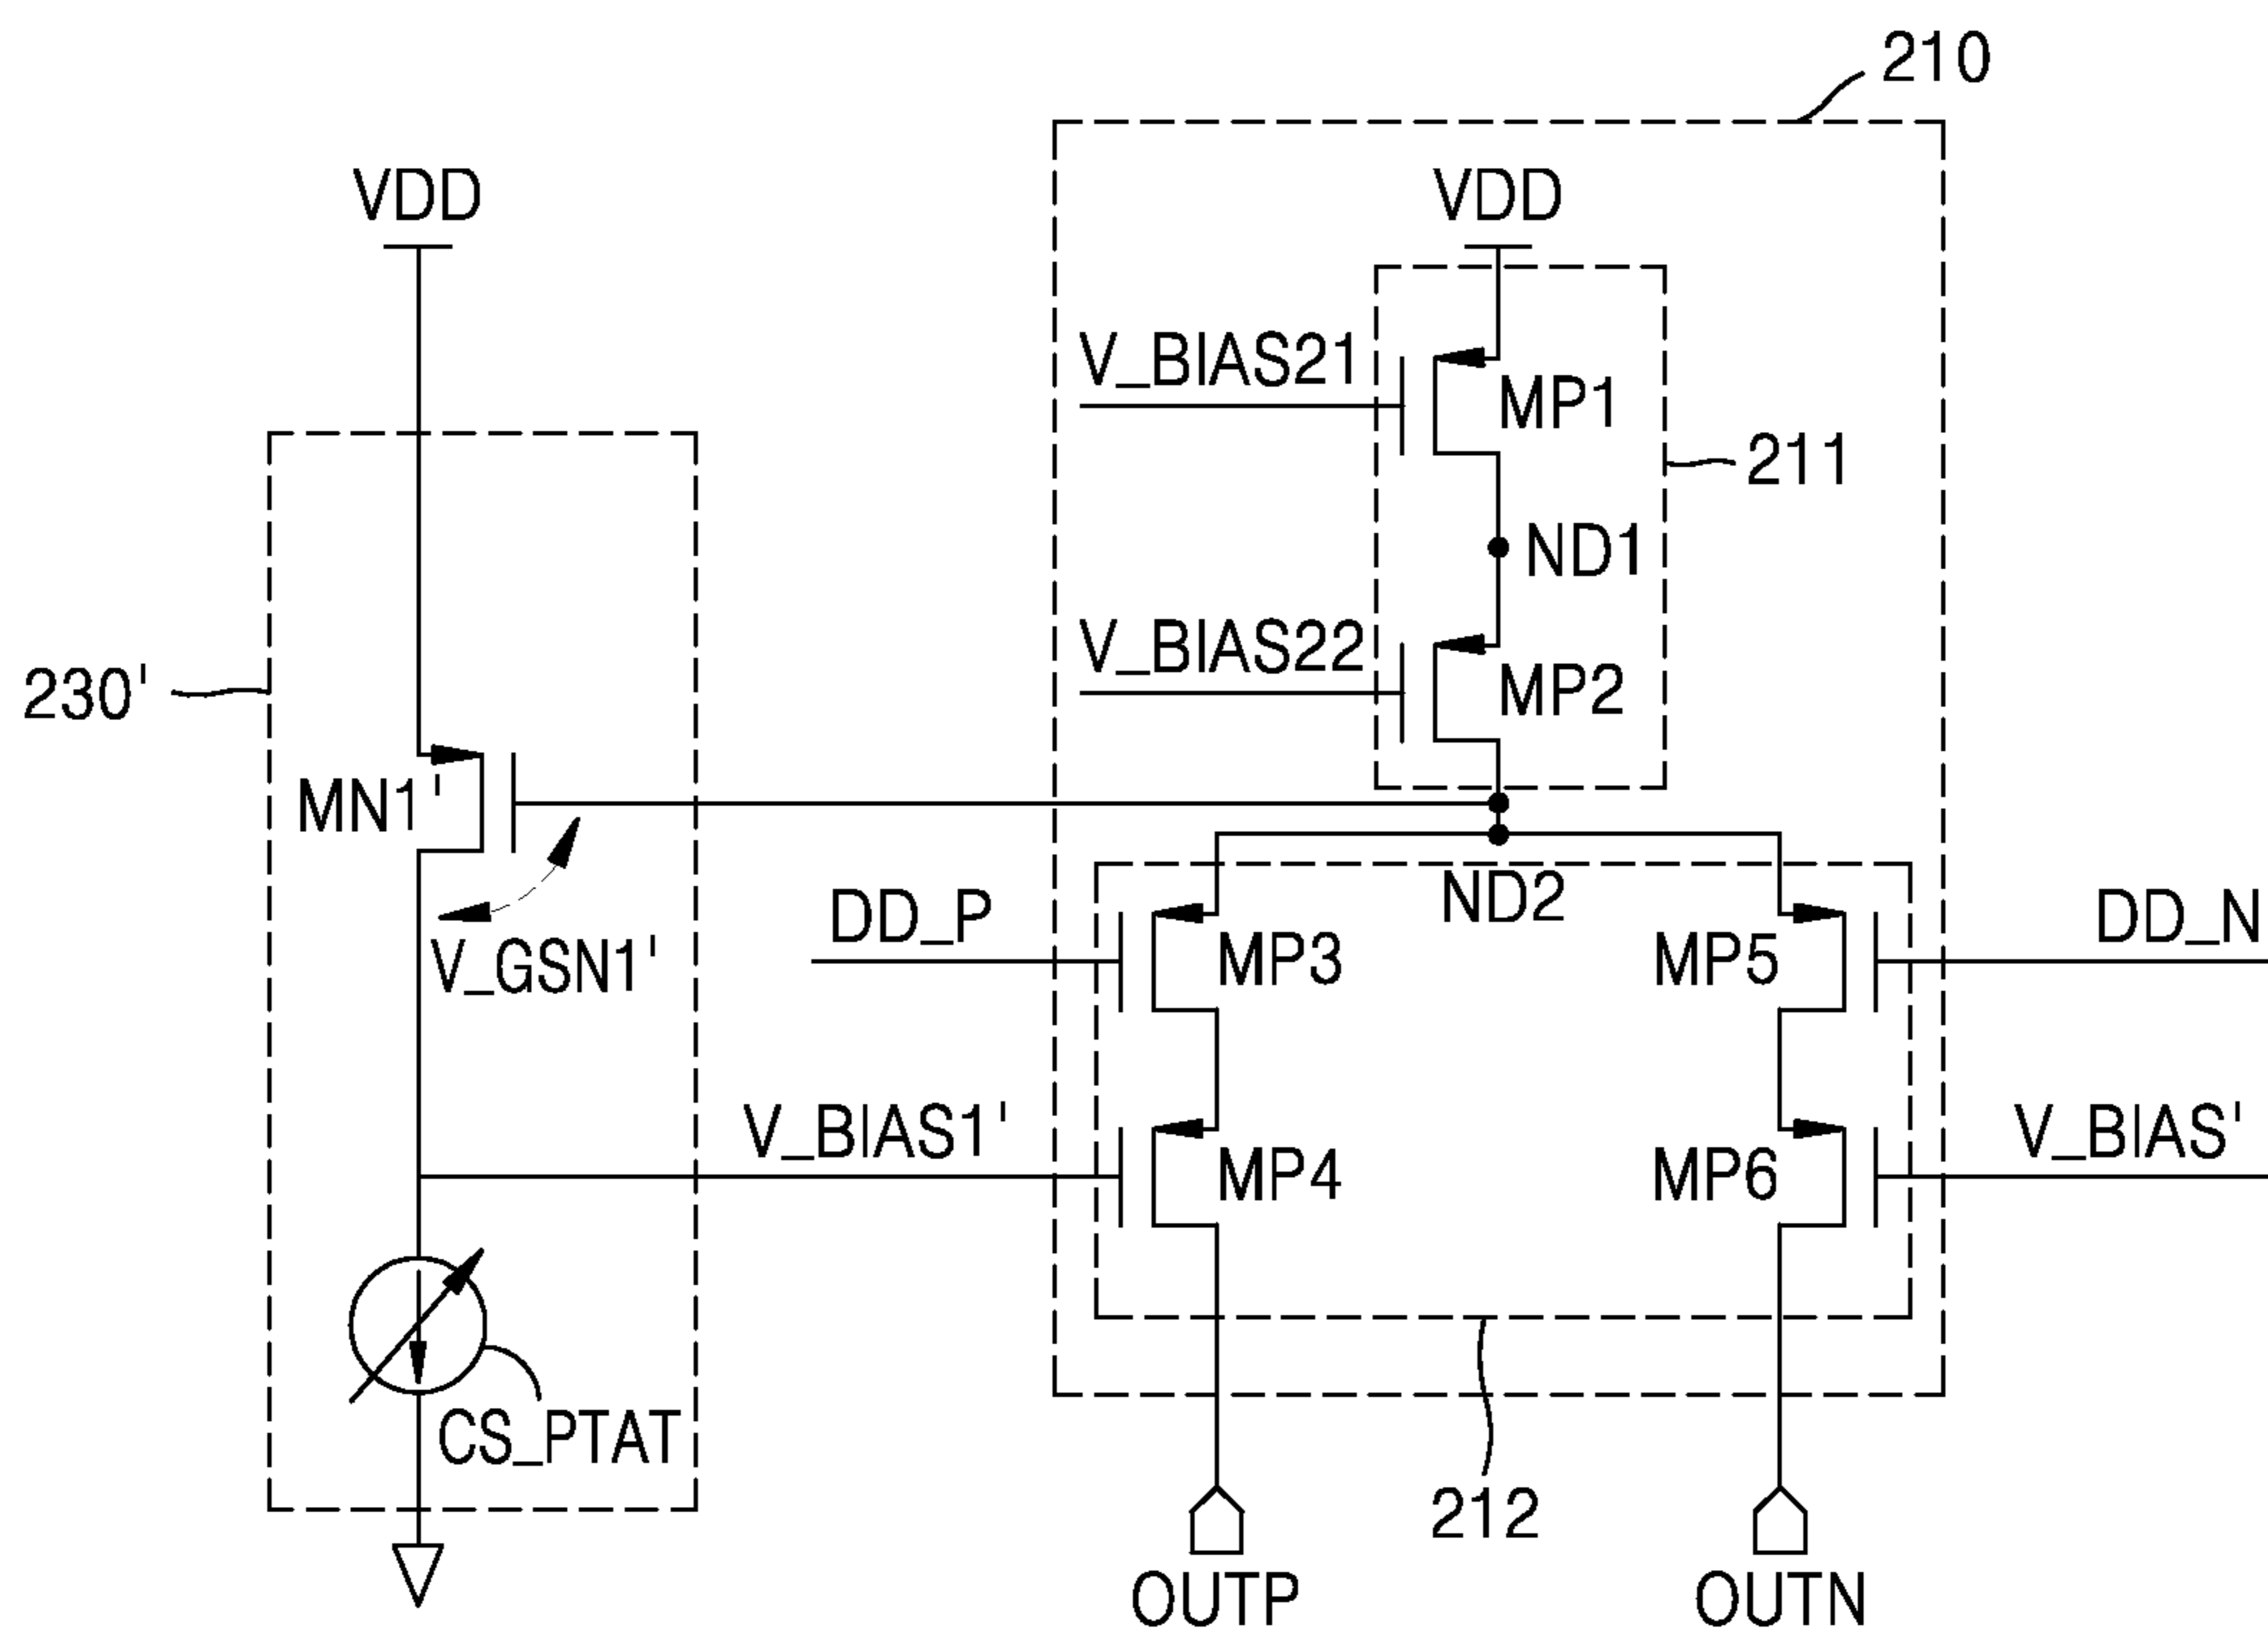 210
VDD
VDD
V_BIAS21
MP1
211
ND1
V_BIAS22
MP2
230'
MN1'
ND2
DD_P
MP3
MP5
DD_N
V_GSN1'
V_BIAS1'
MP4
MP6
V_BIAS'
CS_PTAT
212
OUTP
OUTN